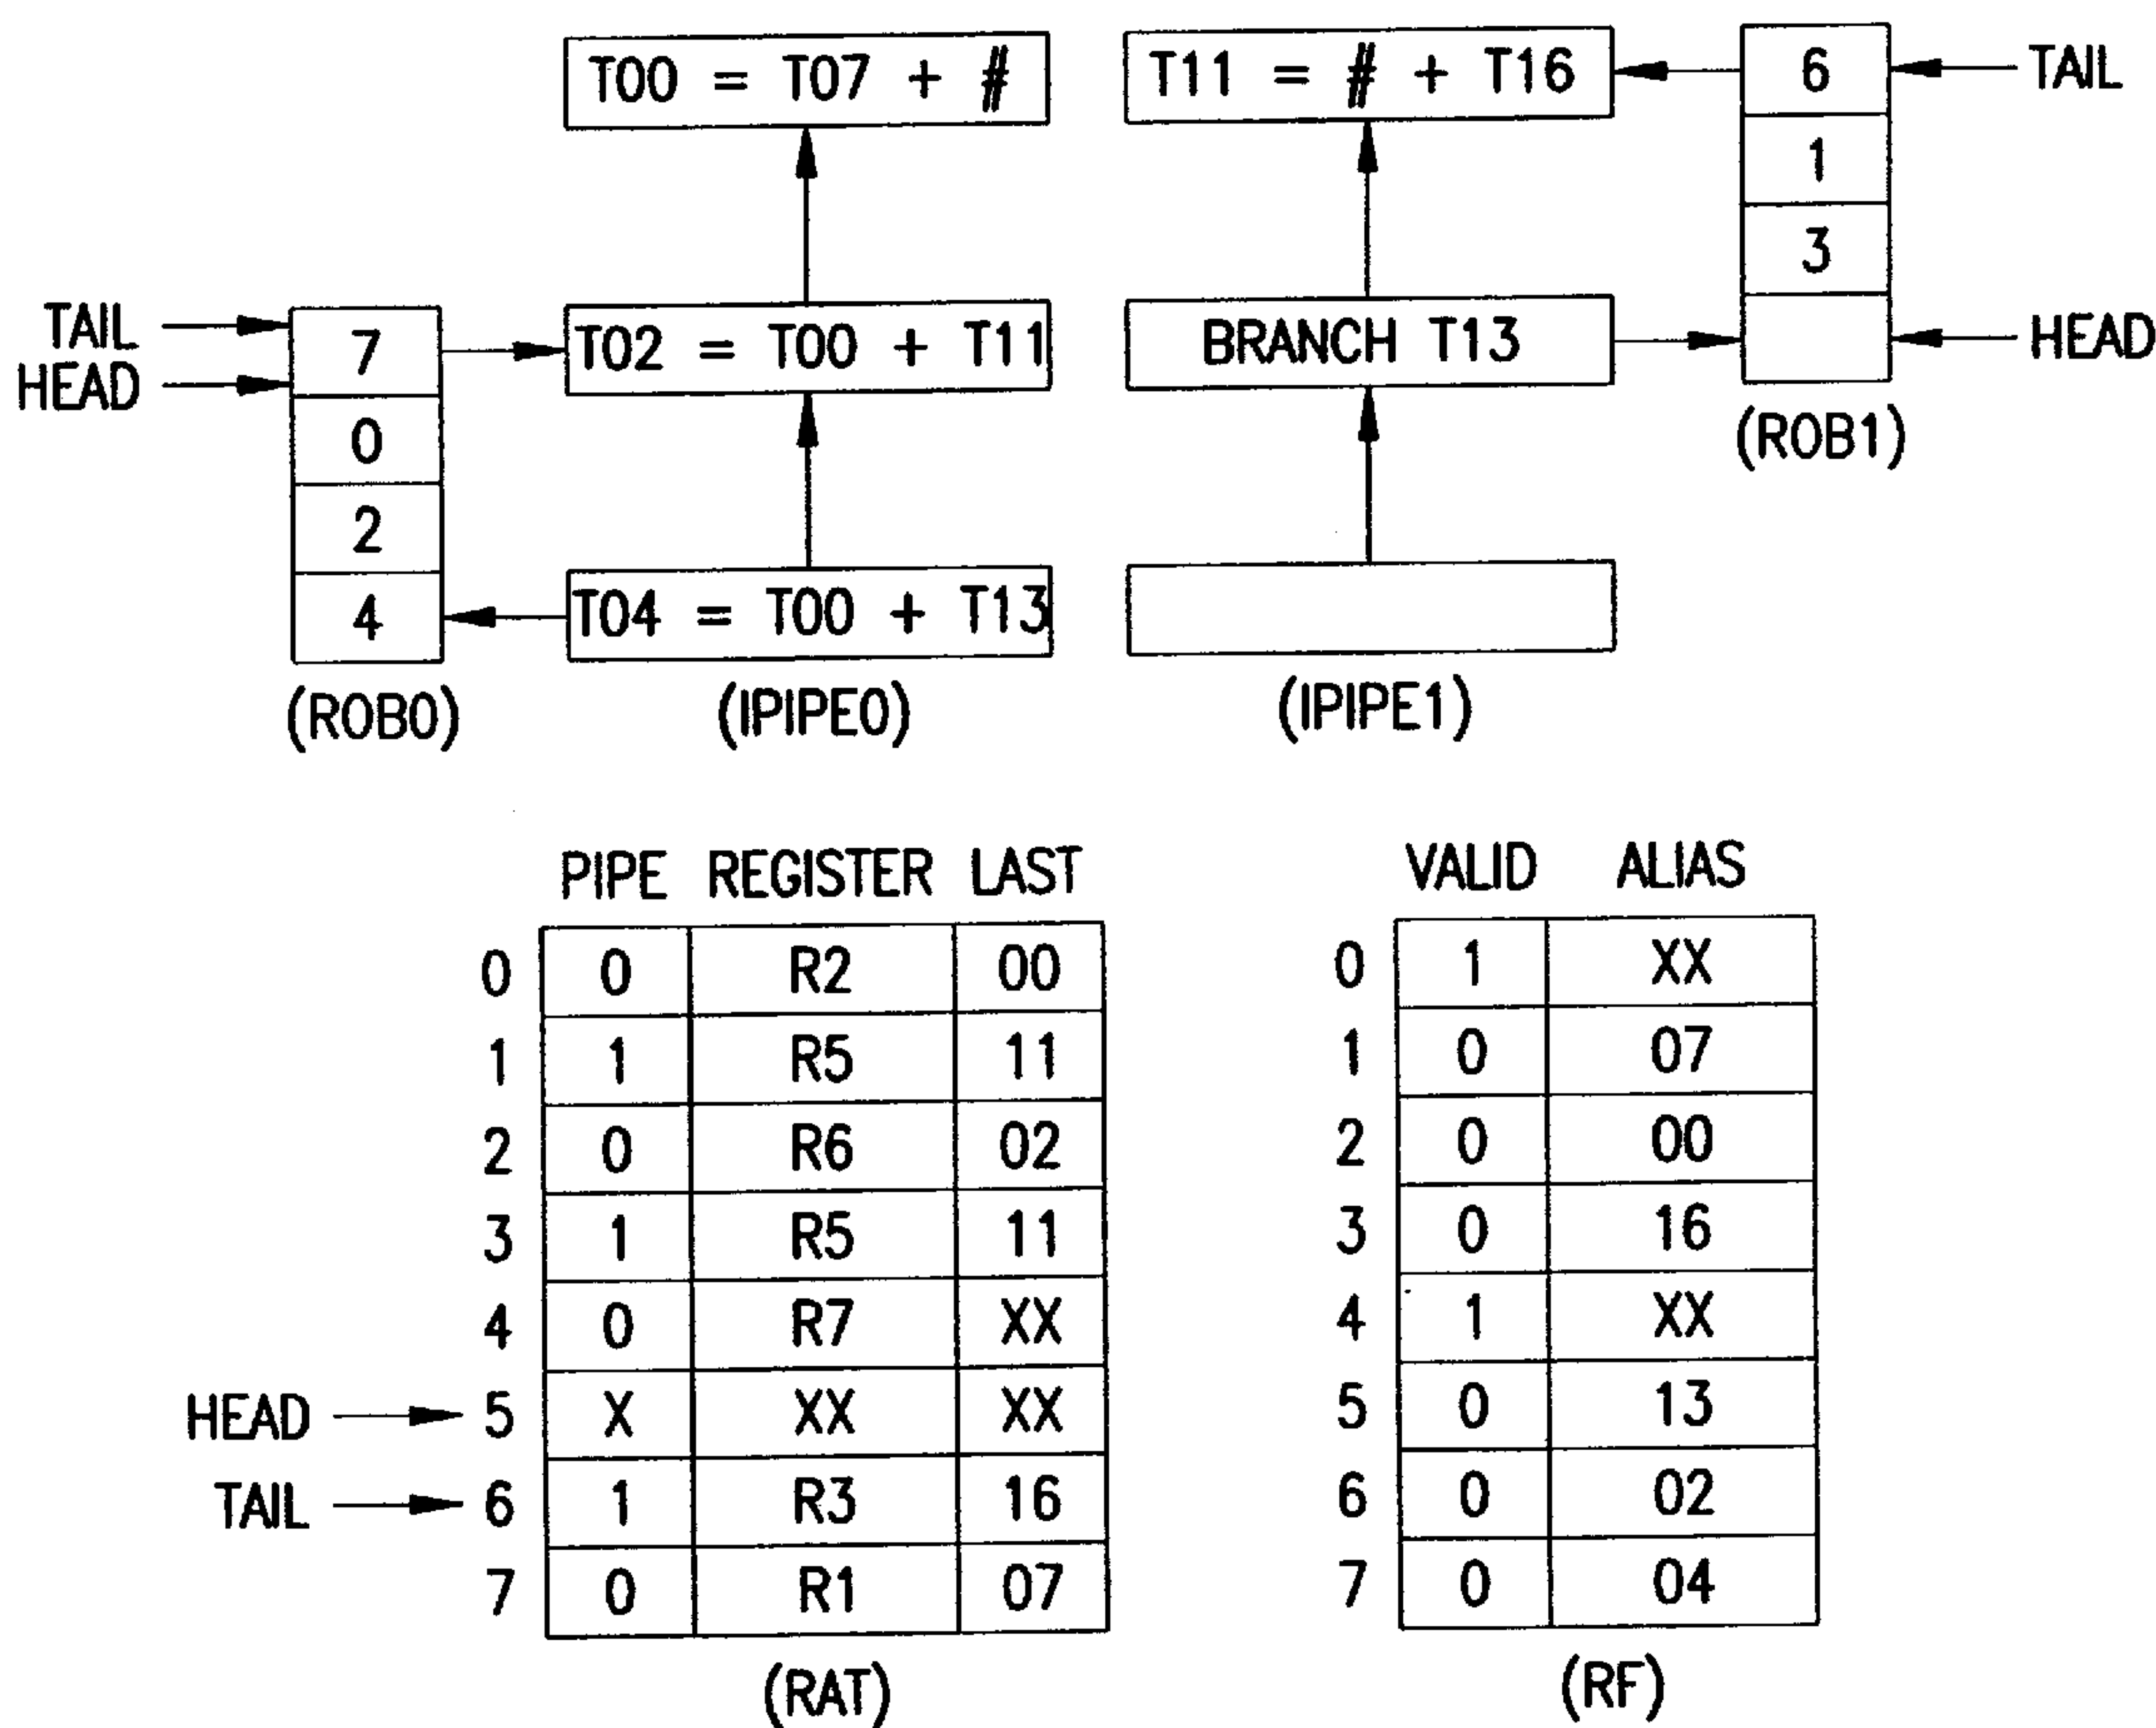 T00 = T07 + #
T11 = # + T16
6
TAIL
1
3
TAIL
HEAD
7
T02 = T00 + T11
BRANCH T13
HEAD
0
(ROB1)
2
4
T04 = T00 + T13
(ROB0)
(IPIPE0)
(IPIPE1)
PIPE REGISTER LAST
0 0 R2 00
1 1 R5 11
2 0 R6 02
3 1 R5 11
4 0 R7 XX
HEAD 5 X XX XX
TAIL 6 1 R3 16
7 0 R1 07
(RAT)
VALID ALIAS
0 1 XX
1 0 07
2 0 00
3 0 16
4 1 XX
5 0 13
6 0 02
7 0 04
(RF)